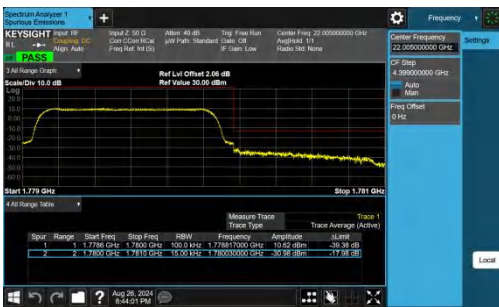 Spectrum Analyzer 1
Spurious Emissions
Frequency
KEYSIGHT Input: RF
Coupling: DC
Align: Auto
Input Z: 50 Ω
Corr CCorr RCal
Freq Ref: Int (S)
Atten: 40 dB
µW Path: Standard
Trig: Free Run
Gate: Off
IF Gain: Low
Center Freq: 22.005000000 GHz
Avg|Hold: 1/1
Radio Std: None
RL
PASS
Center Frequency
22.005000000 GHz
Settings
CF Step
4.399000000 GHz
Auto
Man
Freq Offset
0 Hz
3 All Range Graph
Scale/Div 10.0 dB
Ref Lvl Offset 2.06 dB
Ref Value 30.00 dBm
Log
20.0
10.0
0.00
-10.0
-20.0
-30.0
-40.0
-50.0
-60.0
Start 1.779 GHz
Stop 1.781 GHz
4 All Range Table
Measure Trace Trace 1
Trace Type Trace Average (Active)
Spur Range Start Freq Stop Freq RBW Frequency Amplitude ΔLimit
1 1 1.7786 GHz 1.7800 GHz 100.0 kHz 1.778817000 GHz 10.62 dBm -39.38 dB
2 2 1.7800 GHz 1.7810 GHz 15.00 kHz 1.780030000 GHz -30.98 dBm -17.98 dB
Local
?
Aug 26, 2024
8:44:01 PM